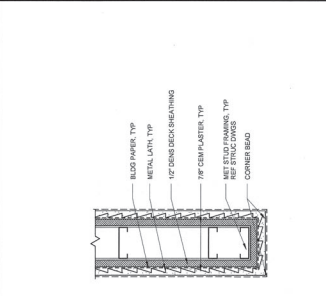 BLDG PAPER, TYP
METAL LATH, TYP
1/2" DENS DECK SHEATHING
7/8" CEM PLASTER, TYP
MET STUD FRAMING, TYP
REF STRUC DWGS
CORNER BEAD